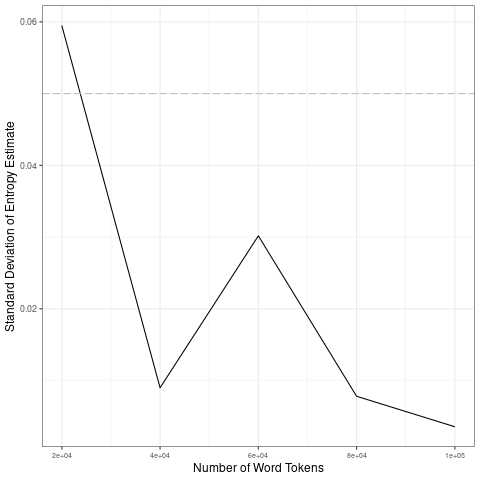 0.06
0.04
0.02
Standard Deviation of Entropy Estimate
2e+04 4e+04 6e+04 8e+04 1e+05
Number of Word Tokens